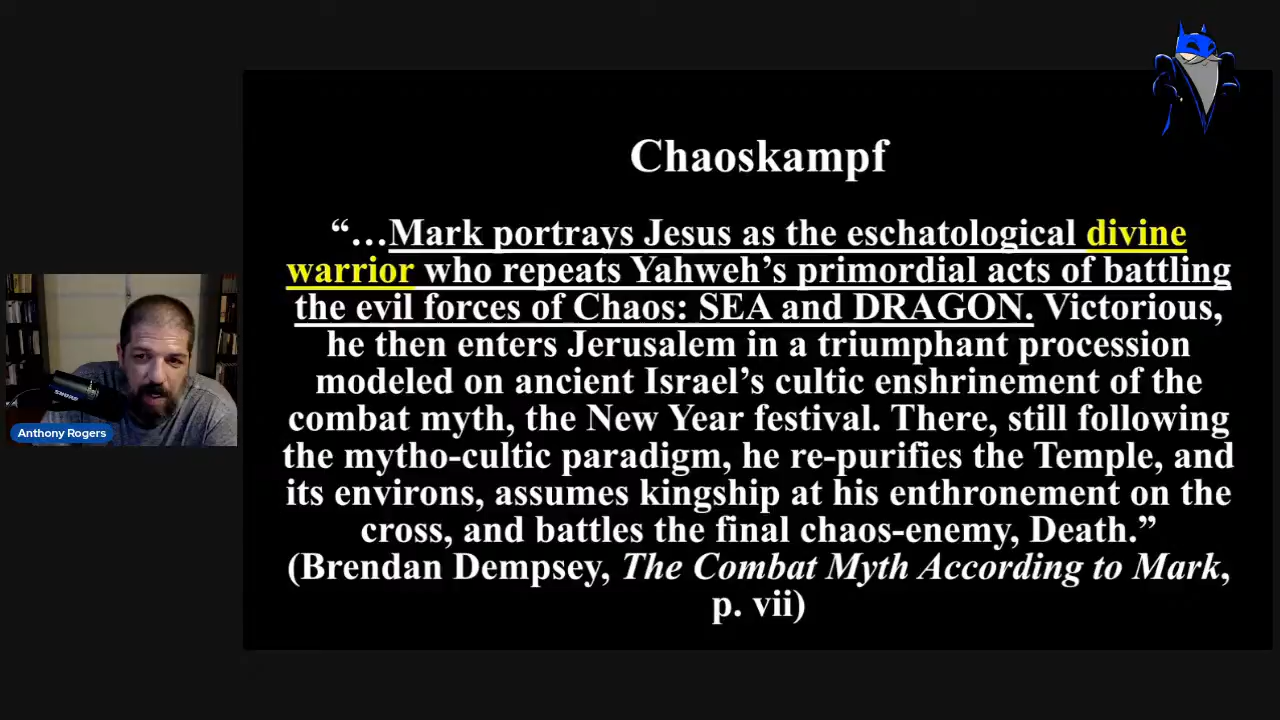 Chaoskampf
“…Mark portrays Jesus as the eschatological divine
warrior who repeats Yahweh’s primordial acts of battling
the evil forces of Chaos: SEA and DRAGON. Victorious,
he then enters Jerusalem in a triumphant procession
modeled on ancient Israel’s cultic enshrinement of the
combat myth, the New Year festival. There, still following
the mytho-cultic paradigm, he re-purifies the Temple, and
its environs, assumes kingship at his enthronement on the
cross, and battles the final chaos-enemy, Death.”
(Brendan Dempsey, The Combat Myth According to Mark,
p. vii)
SHURE
Anthony Rogers